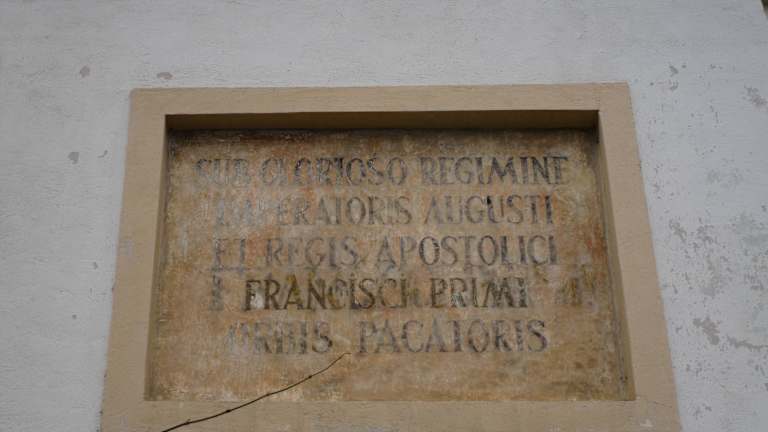 SUB GLORIOSO REGIMINE
IMPERATORIS AUGUSTI
ET REGIS APOSTOLICI
FRANCISCI PRIMI
ORBIS PACATORIS